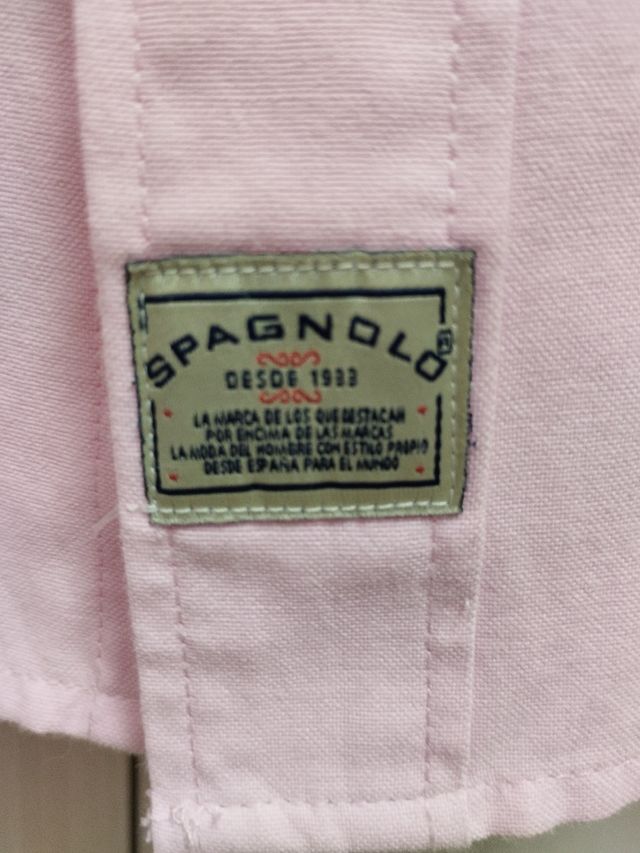 SPAGNOLO
DESDE 1993
LA MARCA DE LOS QUE DESTACAN
POR ENCIMA DE LAS MARCAS
LA MODA DEL HOMBRE CON ESTILO PROPIO
DESDE ESPAÑA PARA EL MUNDO